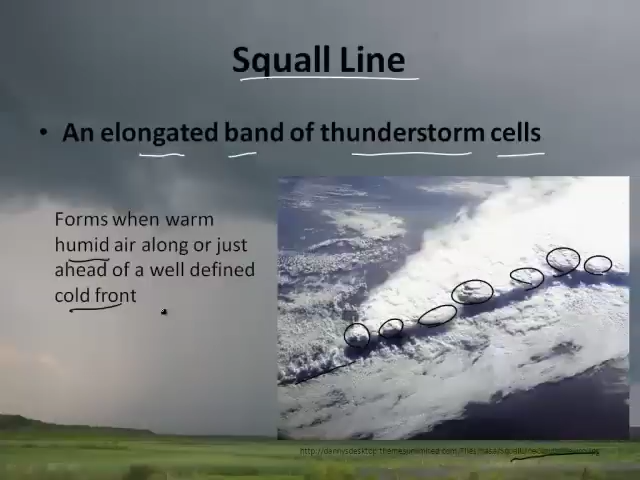 Squall Line
• An elongated band of thunderstorm cells
Forms when warm
humid air along or just
ahead of a well defined
cold front